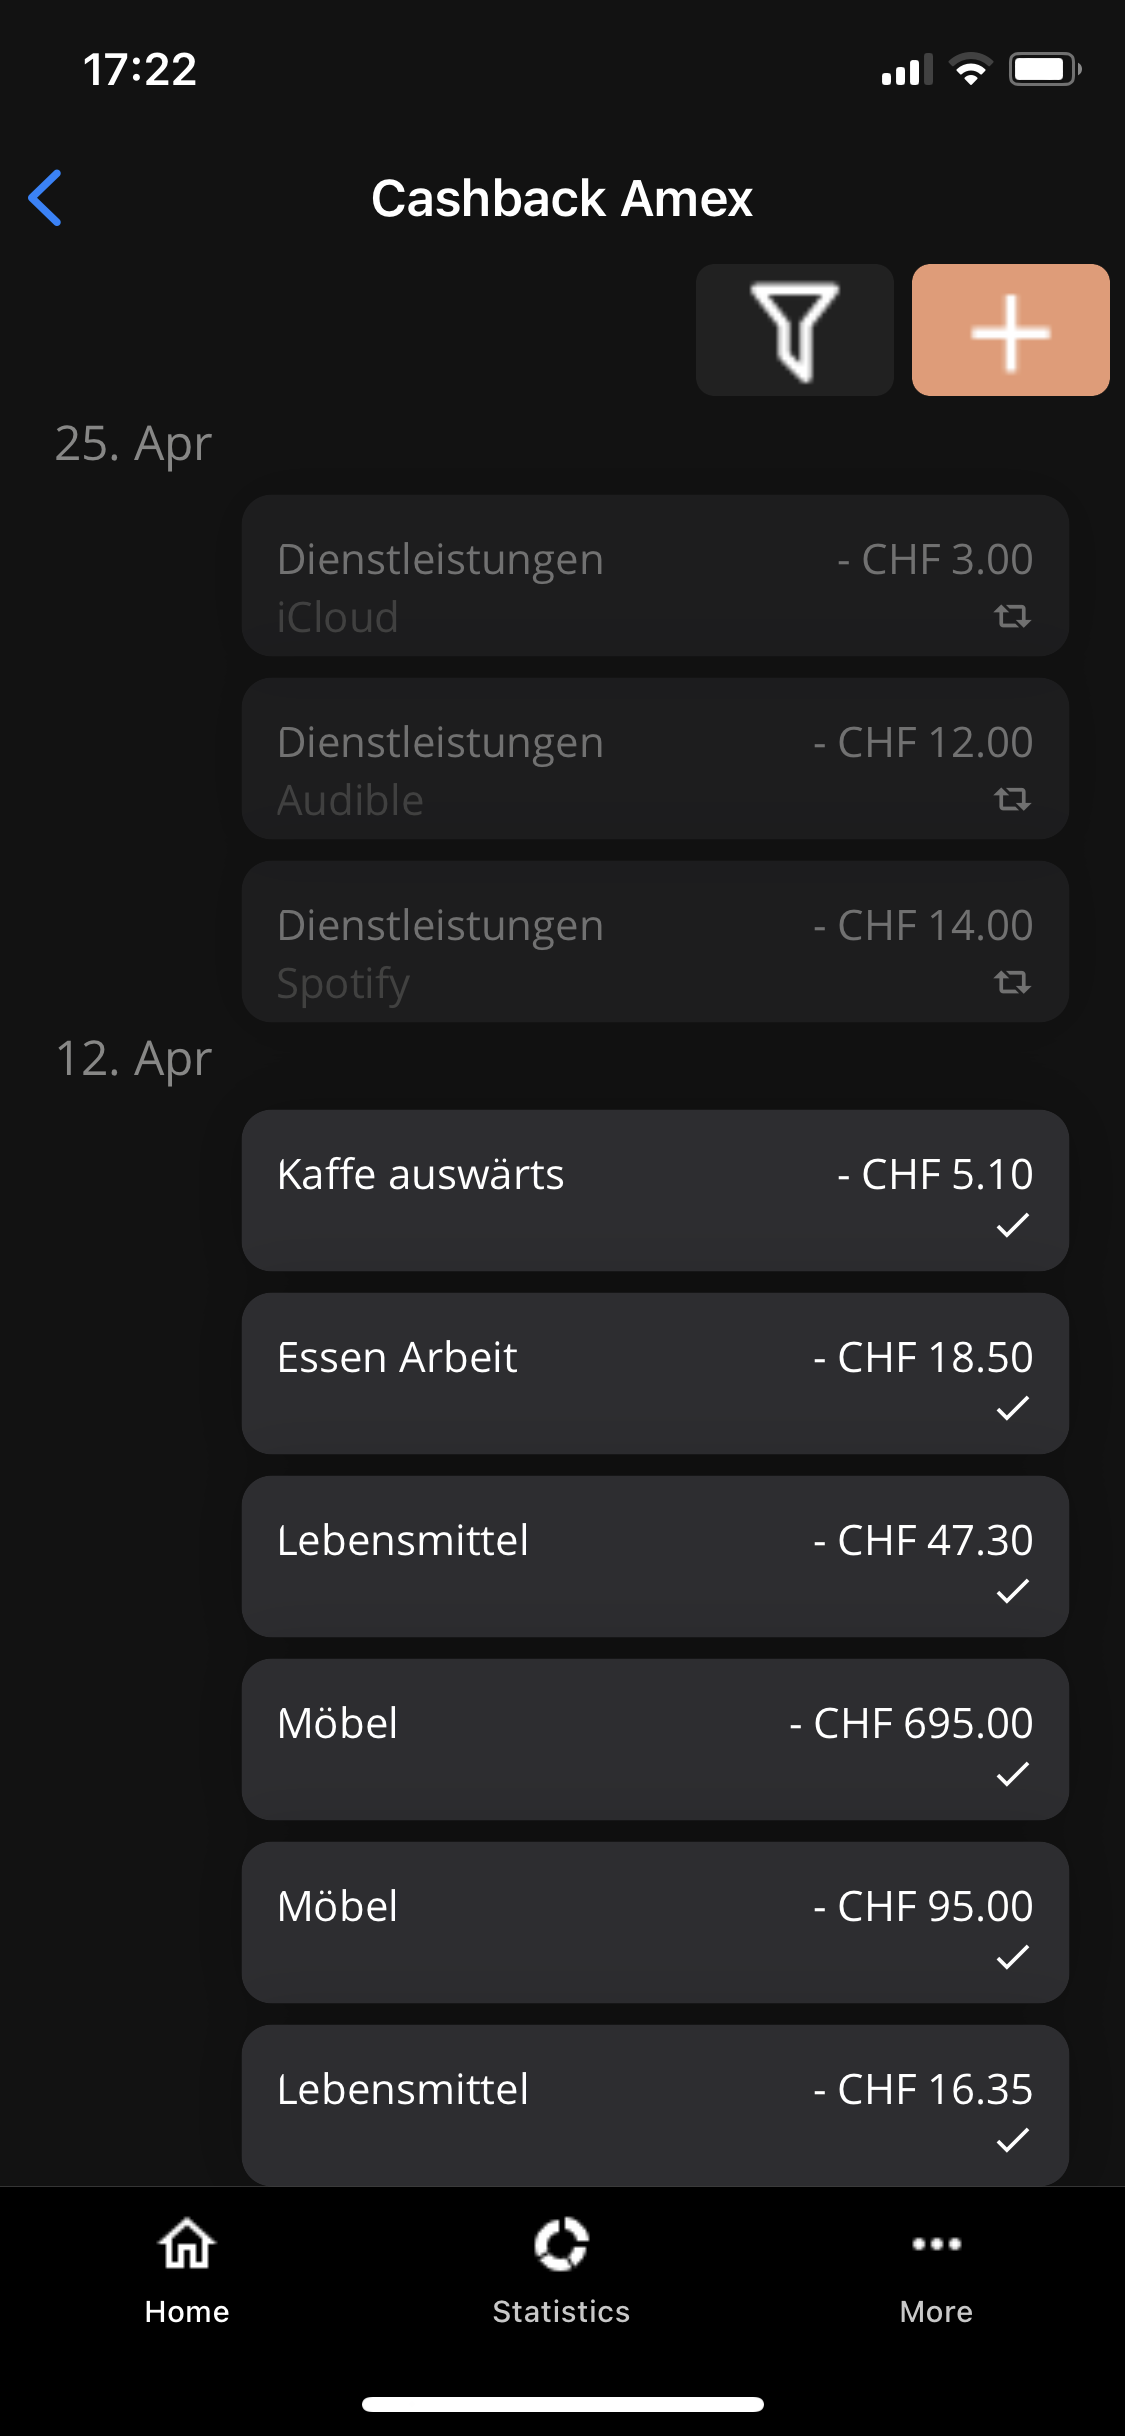 17:22
Cashback Amex
25. Apr
Dienstleistungen - CHF 3.00
iCloud
Dienstleistungen - CHF 12.00
Audible
Dienstleistungen - CHF 14.00
Spotify
12. Apr
Kaffe auswärts - CHF 5.10
Essen Arbeit - CHF 18.50
Lebensmittel - CHF 47.30
Möbel - CHF 695.00
Möbel - CHF 95.00
Lebensmittel - CHF 16.35
Home Statistics More